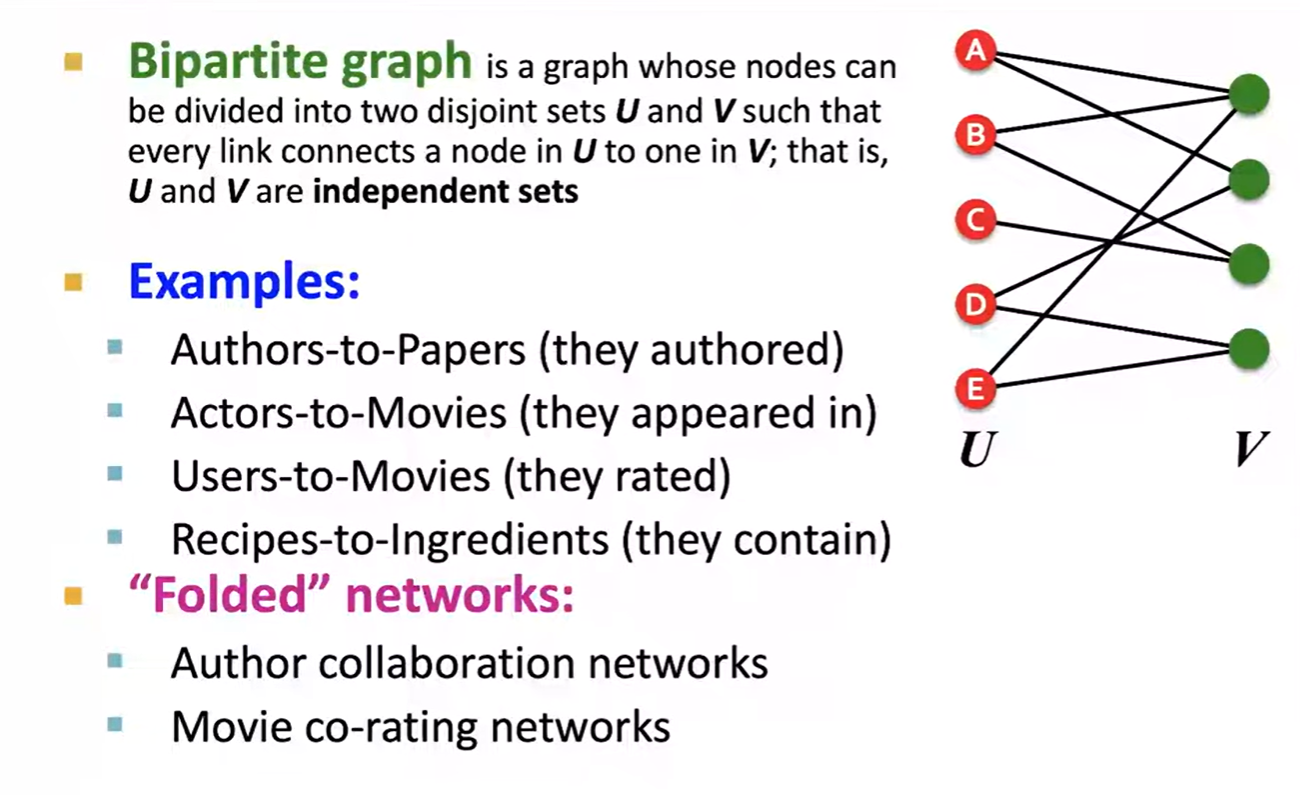 Bipartite graph is a graph whose nodes can
be divided into two disjoint sets U and V such that
every link connects a node in U to one in V; that is,
U and V are independent sets
Examples:
Authors-to-Papers (they authored)
Actors-to-Movies (they appeared in)
Users-to-Movies (they rated)
Recipes-to-Ingredients (they contain)
“Folded” networks:
Author collaboration networks
Movie co-rating networks
A
B
C
D
E
U
V